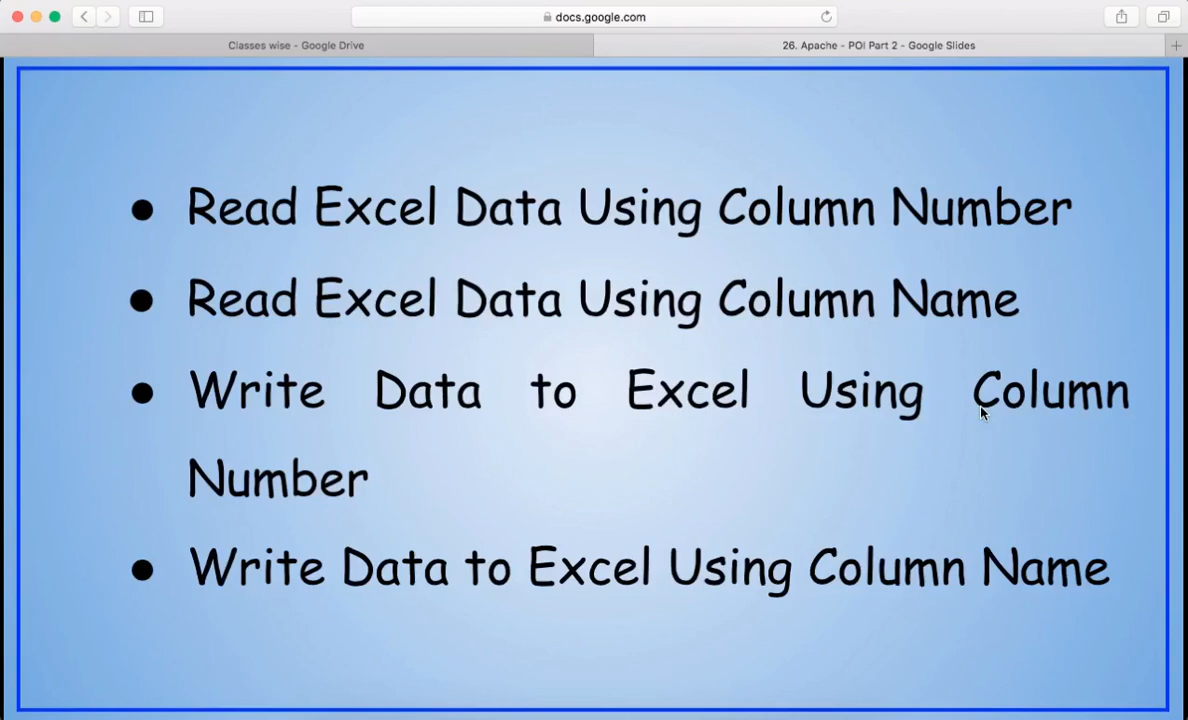 docs.google.com
Classes wise - Google Drive
26. Apache - POI Part 2 - Google Slides
● Read Excel Data Using Column Number
● Read Excel Data Using Column Name
● Write Data to Excel Using Column
Number
● Write Data to Excel Using Column Name